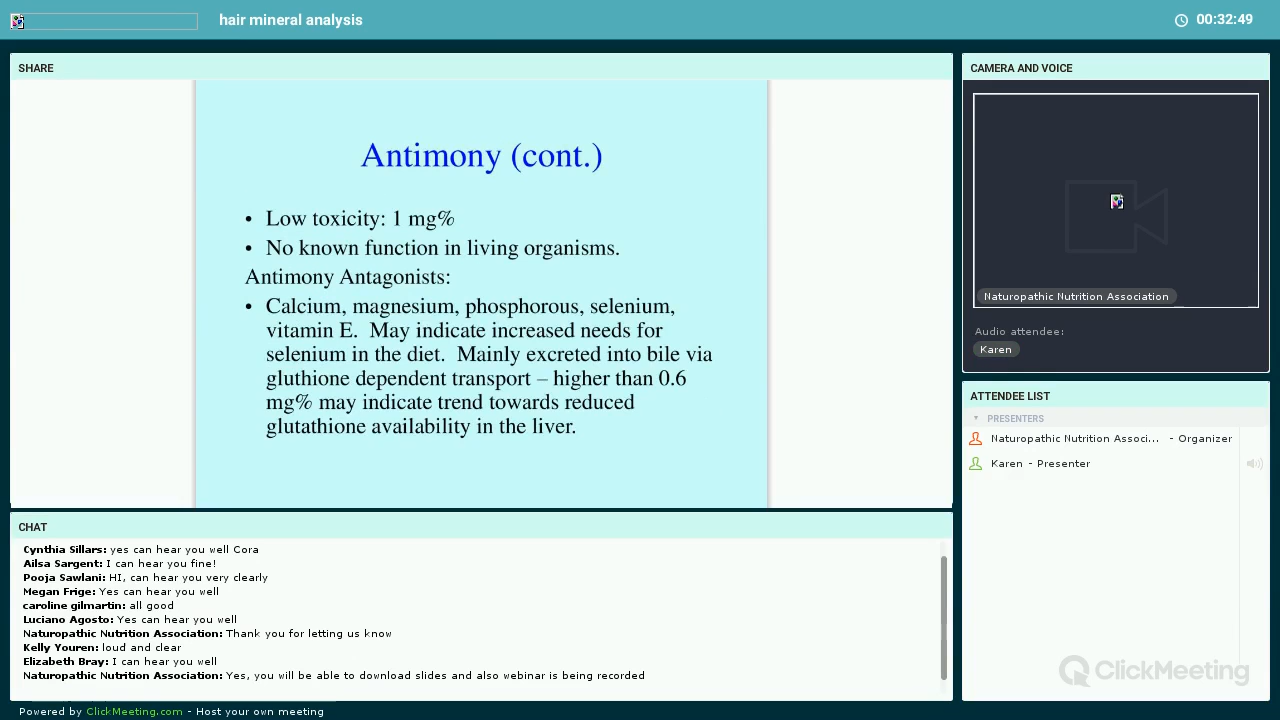 hair mineral analysis
00:32:49
SHARE
Antimony (cont.)
• Low toxicity: 1 mg%
• No known function in living organisms.
Antimony Antagonists:
• Calcium, magnesium, phosphorous, selenium,
vitamin E.  May indicate increased needs for
selenium in the diet.  Mainly excreted into bile via
gluthione dependent transport – higher than 0.6
mg% may indicate trend towards reduced
glutathione availability in the liver.
CHAT
Cynthia Sillars: yes can hear you well Cora
Ailsa Sargent: I can hear you fine!
Pooja Sawlani: HI, can hear you very clearly
Megan Frige: Yes can hear you well
caroline gilmartin: all good
Luciano Agosto: Yes can hear you well
Naturopathic Nutrition Association: Thank you for letting us know
Kelly Youren: loud and clear
Elizabeth Bray: I can hear you well
Naturopathic Nutrition Association: Yes, you will be able to download slides and also webinar is being recorded
CAMERA AND VOICE
Naturopathic Nutrition Association
Audio attendee:
Karen
ATTENDEE LIST
PRESENTERS
Naturopathic Nutrition Associ... - Organizer
Karen - Presenter
ClickMeeting
Powered by ClickMeeting.com - Host your own meeting